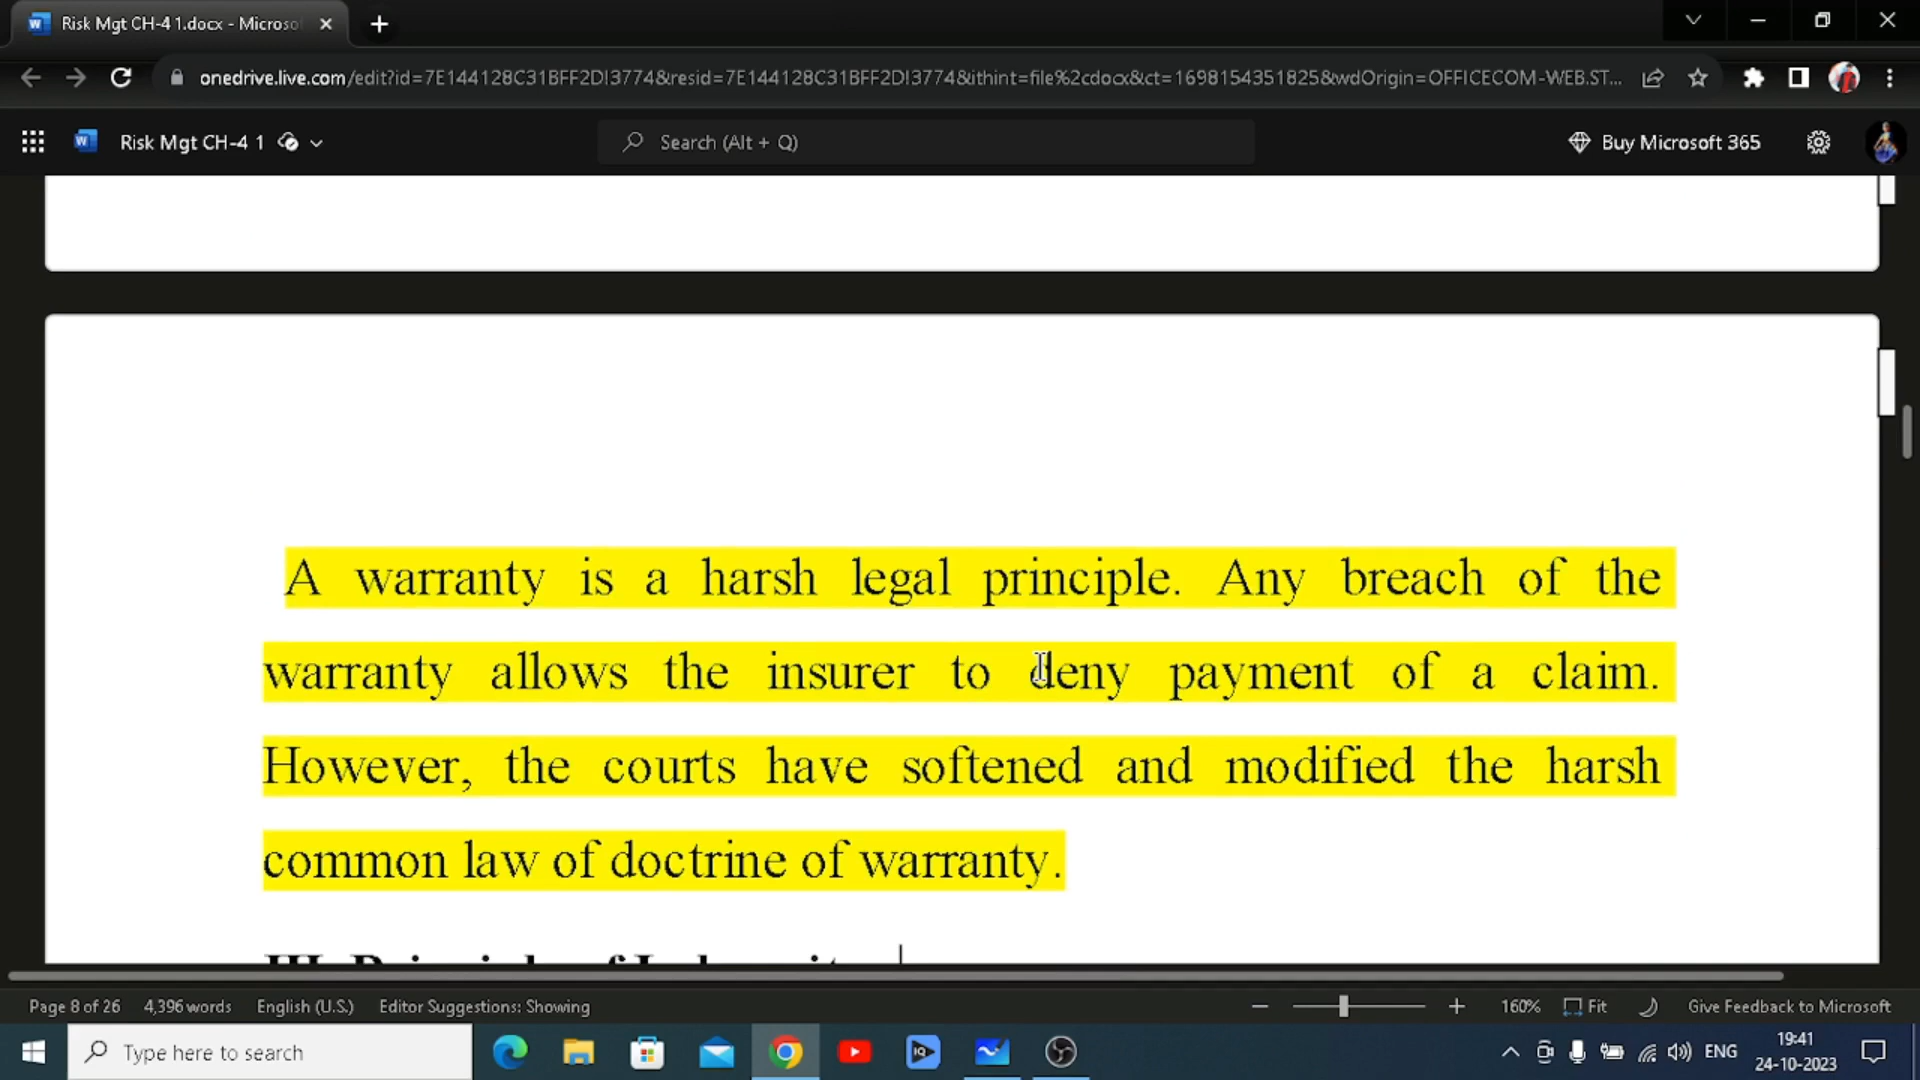 Risk Mgt CH-4 1.docx - Microso
onedrive.live.com/edit?id=7E144128C31BFF2D!3774&resid=7E144128C31BFF2D!3774&ithint=file%2cdocx&ct=1698154351825&wdOrigin=OFFICECOM-WEB.ST...
Risk Mgt CH-4 1
Search (Alt + Q)
Buy Microsoft 365
A warranty is a harsh legal principle. Any breach of the
warranty allows the insurer to deny payment of a claim.
However, the courts have softened and modified the harsh
common law of doctrine of warranty.
Page 8 of 26 4,396 words English (U.S.) Editor Suggestions: Showing 160% Fit Give Feedback to Microsoft
Type here to search
ENG
19:41
24-10-2023